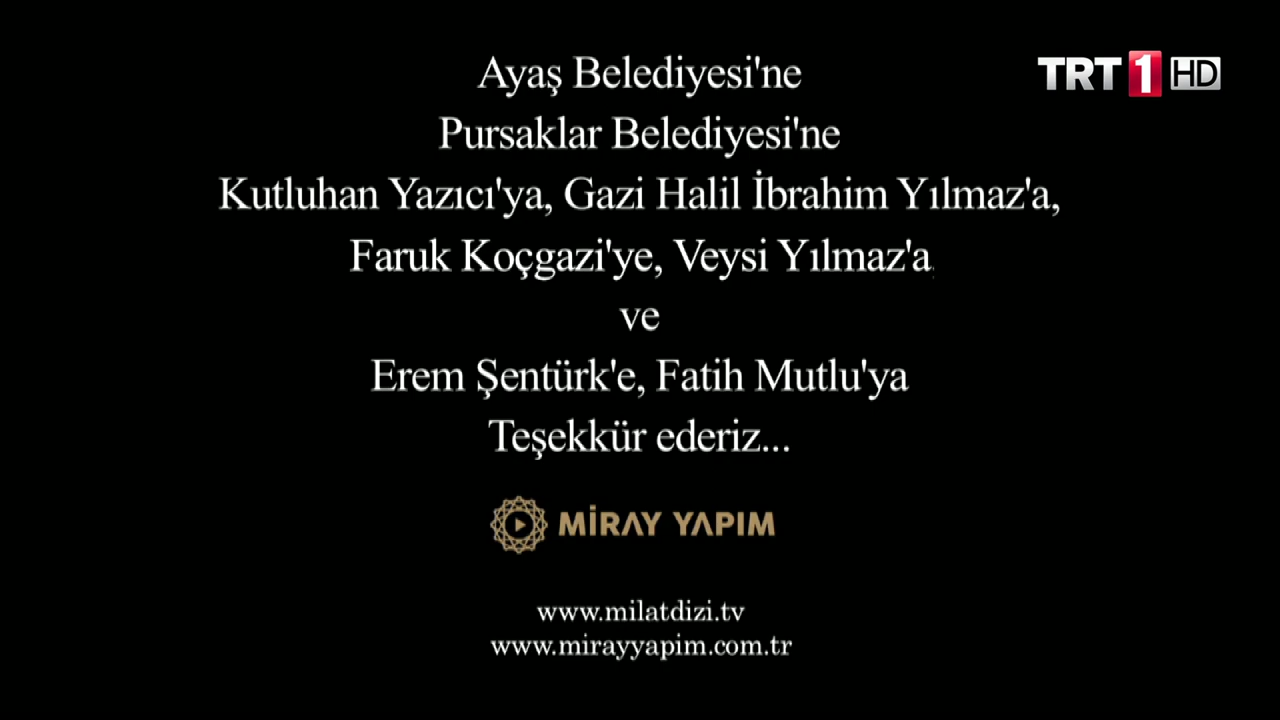 Ayaş Belediyesi'ne
TRT 1 HD
Pursaklar Belediyesi'ne
Kutluhan Yazıcı'ya, Gazi Halil İbrahim Yılmaz'a,
Faruk Koçgazi'ye, Veysi Yılmaz'a,
ve
Erem Şentürk'e, Fatih Mutlu'ya
Teşekkür ederiz...
MİRAY YAPIM
www.milatdizi.tv
www.mirayyapim.com.tr